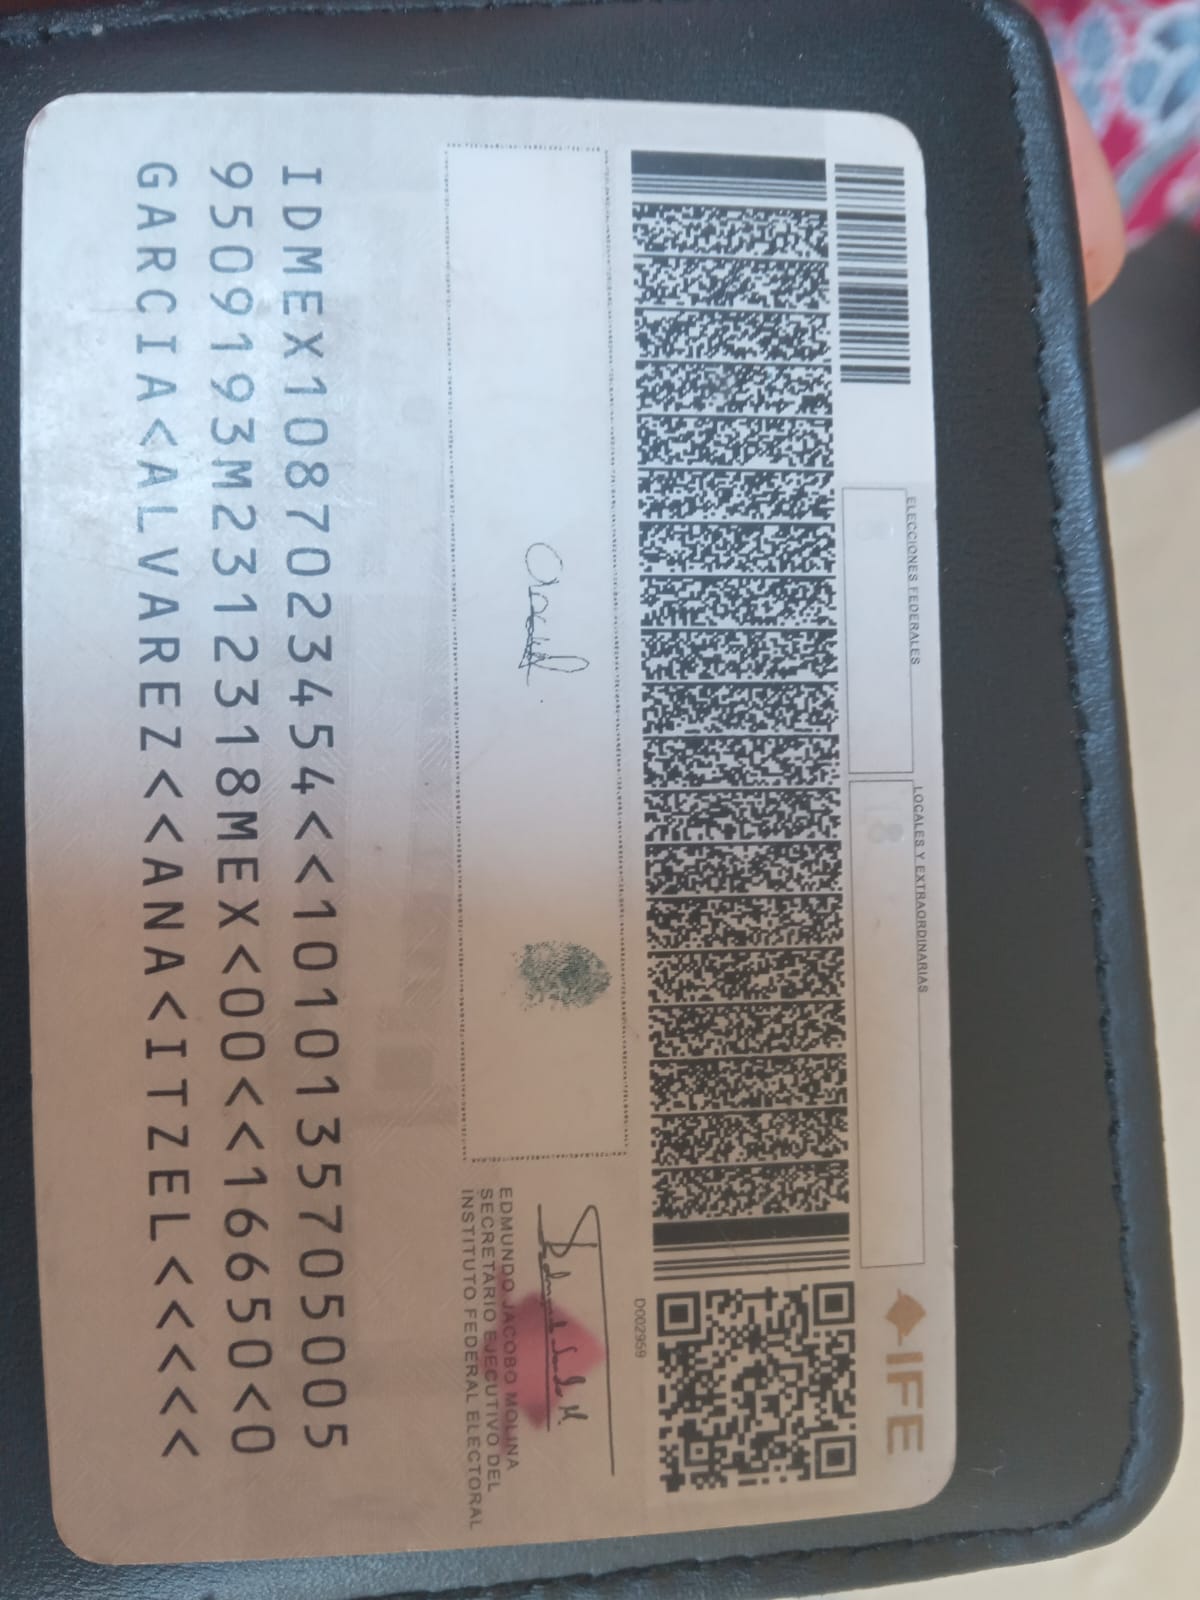 IFE
ELECCIONES FEDERALES
LOCALES Y EXTRAORDINARIAS
D002959
EDMUNDO JACOBO MOLINA
SECRETARIO EJECUTIVO DEL
INSTITUTO FEDERAL ELECTORAL
IDMEX1087023454<<1010135705005
9509193M2312318MEX<00<<16650<0
GARCIA<ALVAREZ<<ANA<ITZEL<<<<<